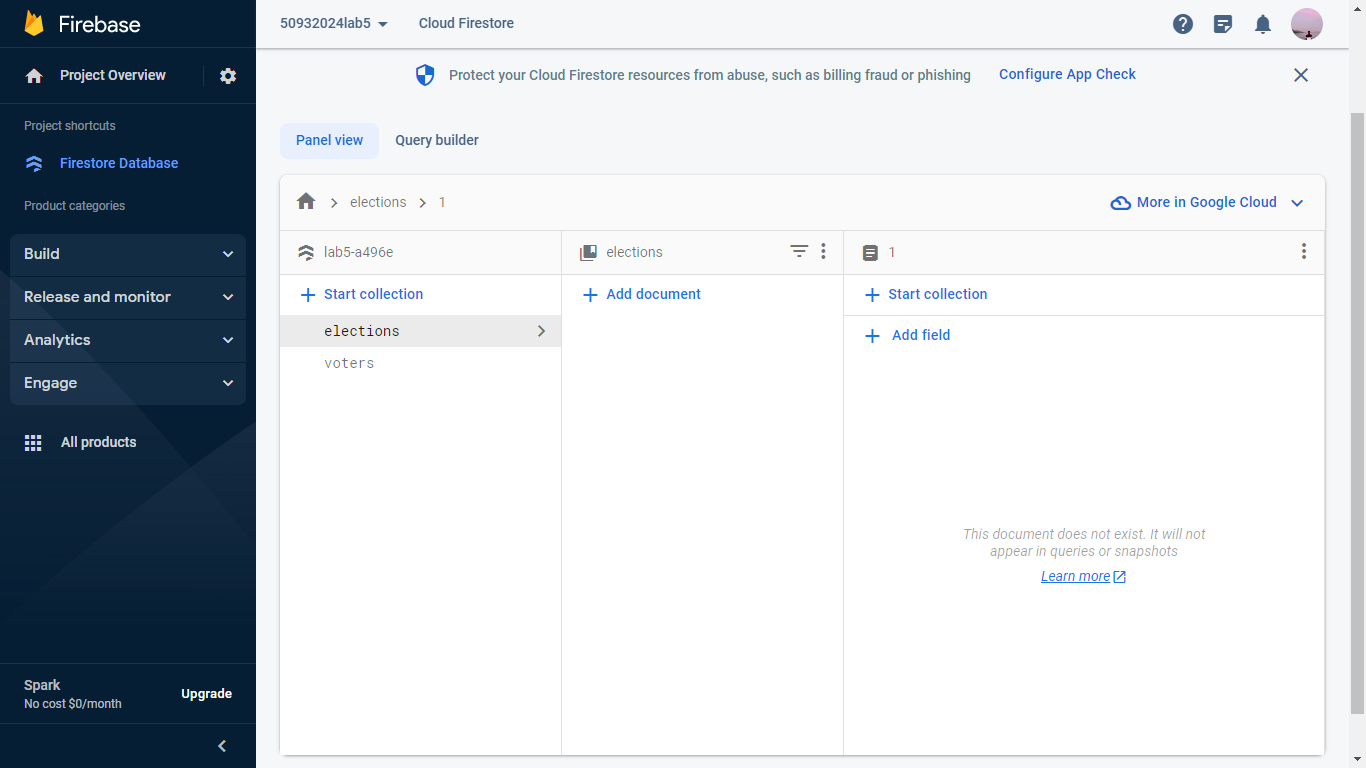 Firebase
50932024lab5
Cloud Firestore
Project Overview
Protect your Cloud Firestore resources from abuse, such as billing fraud or phishing
Configure App Check
Project shortcuts
Firestore Database
Product categories
Build
Release and monitor
Analytics
Engage
All products
Spark
No cost $0/month
Upgrade
Panel view
Query builder
elections
1
More in Google Cloud
lab5-a496e
Start collection
elections
voters
elections
Add document
1
Start collection
Add field
This document does not exist. It will not
appear in queries or snapshots
Learn more